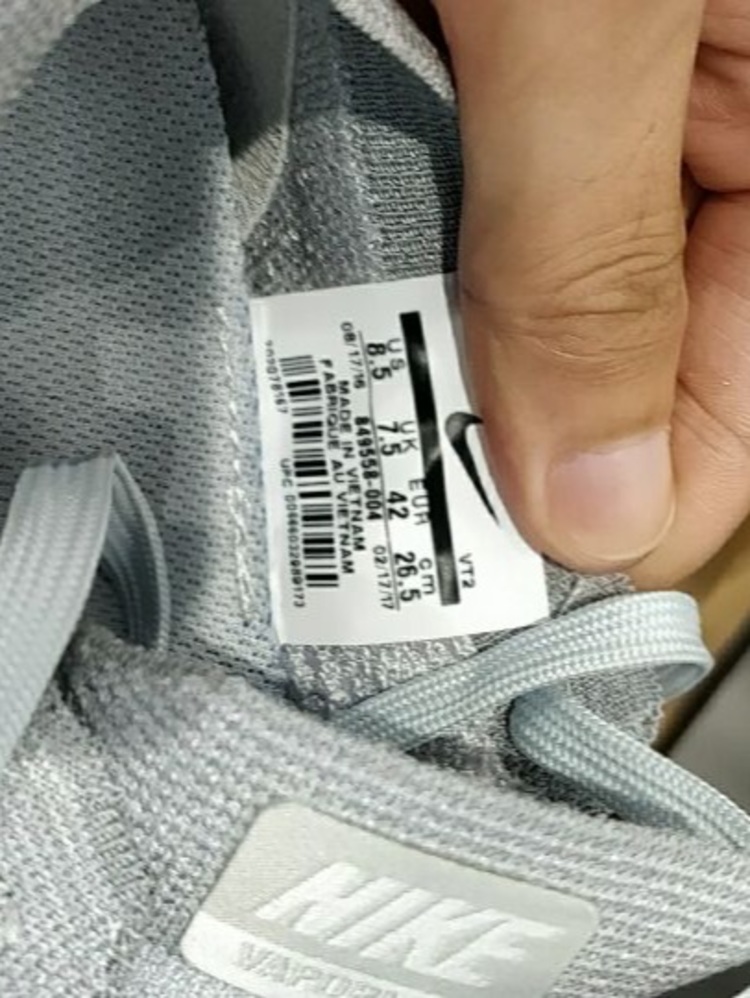 VT2
US UK EUR cm
8.5 7.5 42 26.5
08/17/16 849558-004 02/17/17
MADE IN VIETNAM
FABRIQUE AU VIETNAM
UPC
NIKE